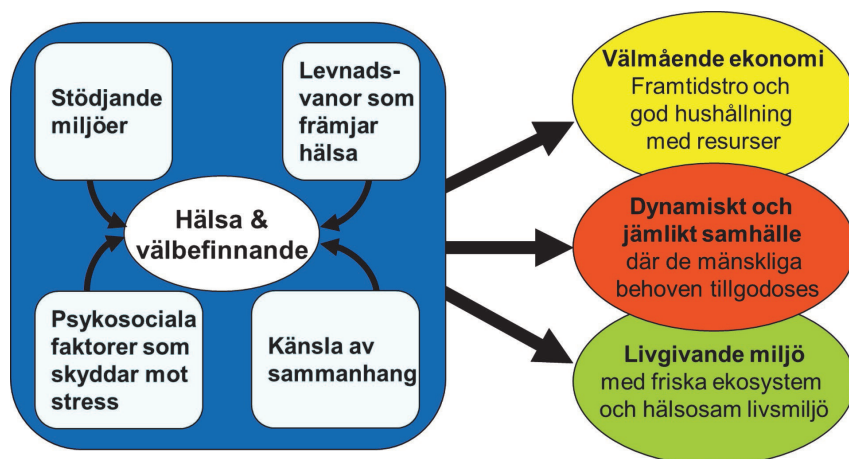 Stödjande
miljöer
Levnads-
vanor som
främjar
hälsa
Hälsa &
välbefinnande
Psykosociala
faktorer som
skyddar mot
stress
Känsla av
sammanhang
Välmående ekonomi
Framtidstro och
god hushållning
med resurser
Dynamiskt och
jämlikt samhälle
där de mänskliga
behoven tillgodoses
Livgivande miljö
med friska ekosystem
och hälsosam livsmiljö